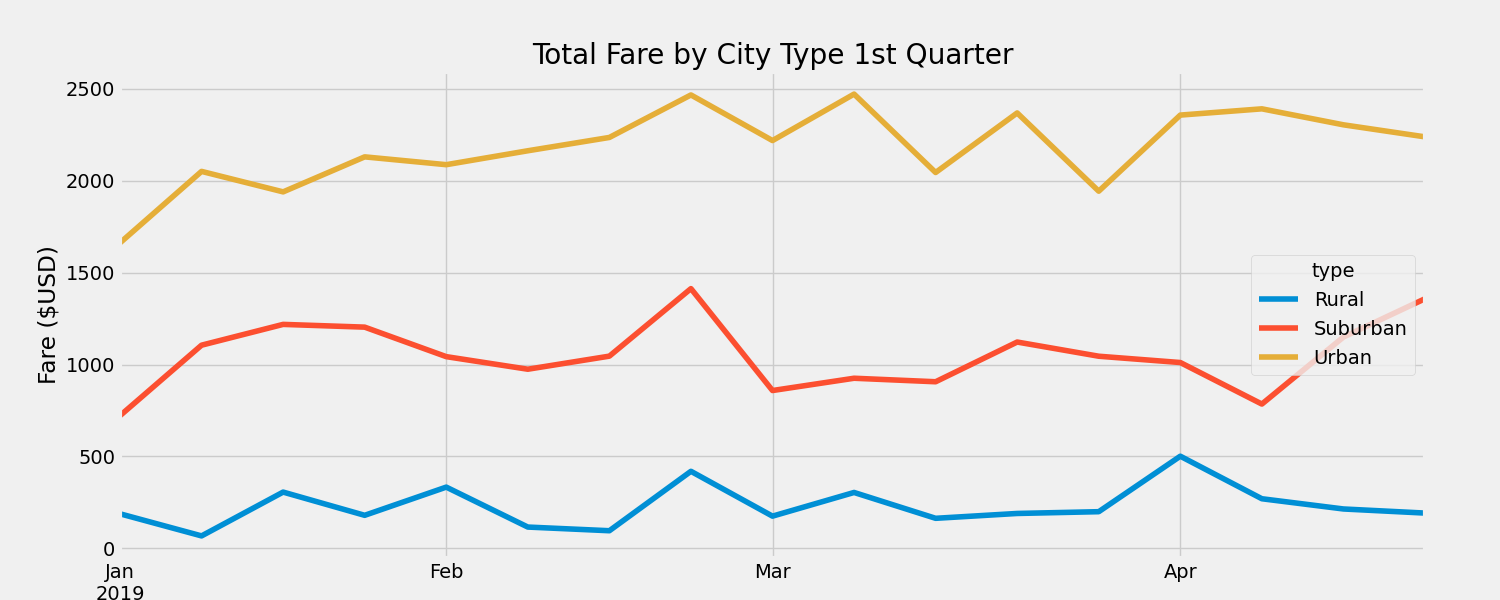 Total Fare by City Type 1st Quarter
Fare ($USD)
2500
2000
1500
1000
500
0
type
Rural
Suburban
Urban
Jan
2019
Feb
Mar
Apr